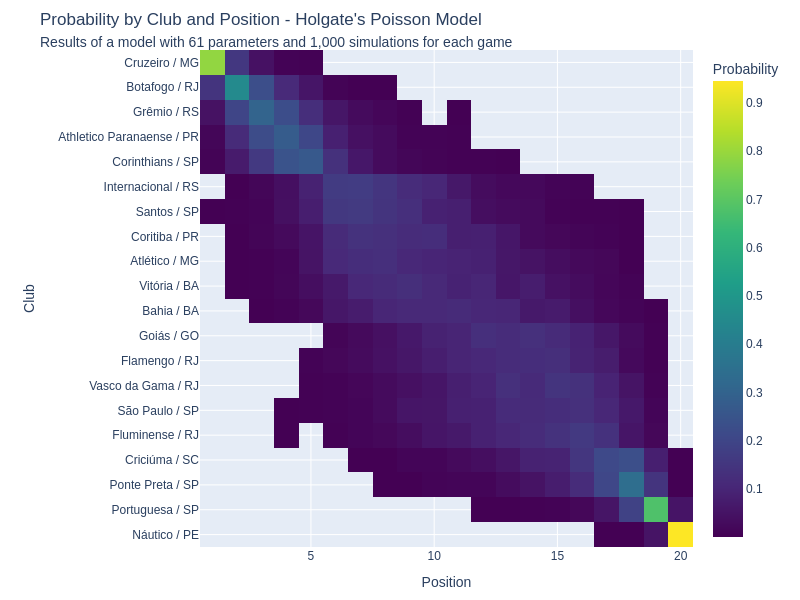 Probability by Club and Position - Holgate's Poisson Model
Results of a model with 61 parameters and 1,000 simulations for each game
Probability
Club
Cruzeiro / MG
Botafogo / RJ
Grêmio / RS
Athletico Paranaense / PR
Corinthians / SP
Internacional / RS
Santos / SP
Coritiba / PR
Atlético / MG
Vitória / BA
Bahia / BA
Goiás / GO
Flamengo / RJ
Vasco da Gama / RJ
São Paulo / SP
Fluminense / RJ
Criciúma / SC
Ponte Preta / SP
Portuguesa / SP
Náutico / PE
0.9
0.8
0.7
0.6
0.5
0.4
0.3
0.2
0.1
5 10 15 20
Position